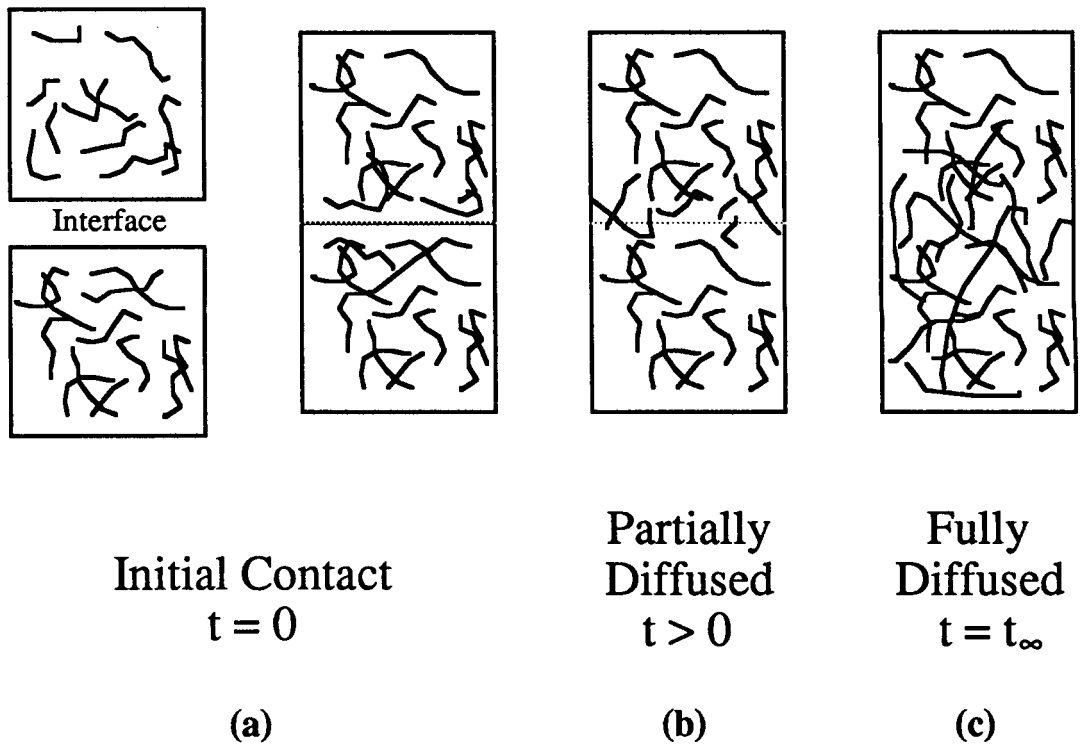 Interface
Initial Contact
t = 0
(a)
Partially
Diffused
t > 0
(b)
Fully
Diffused
t = t∞
(c)